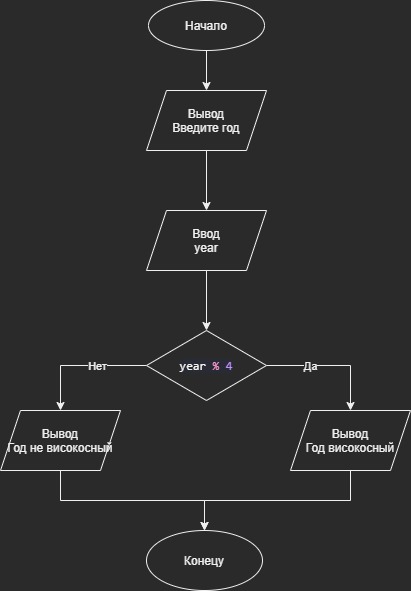 Начало
Вывод
Введите год
Ввод
year
year % 4
Нет
Да
Вывод
Год не високосный
Вывод
Год високосный
Конецу